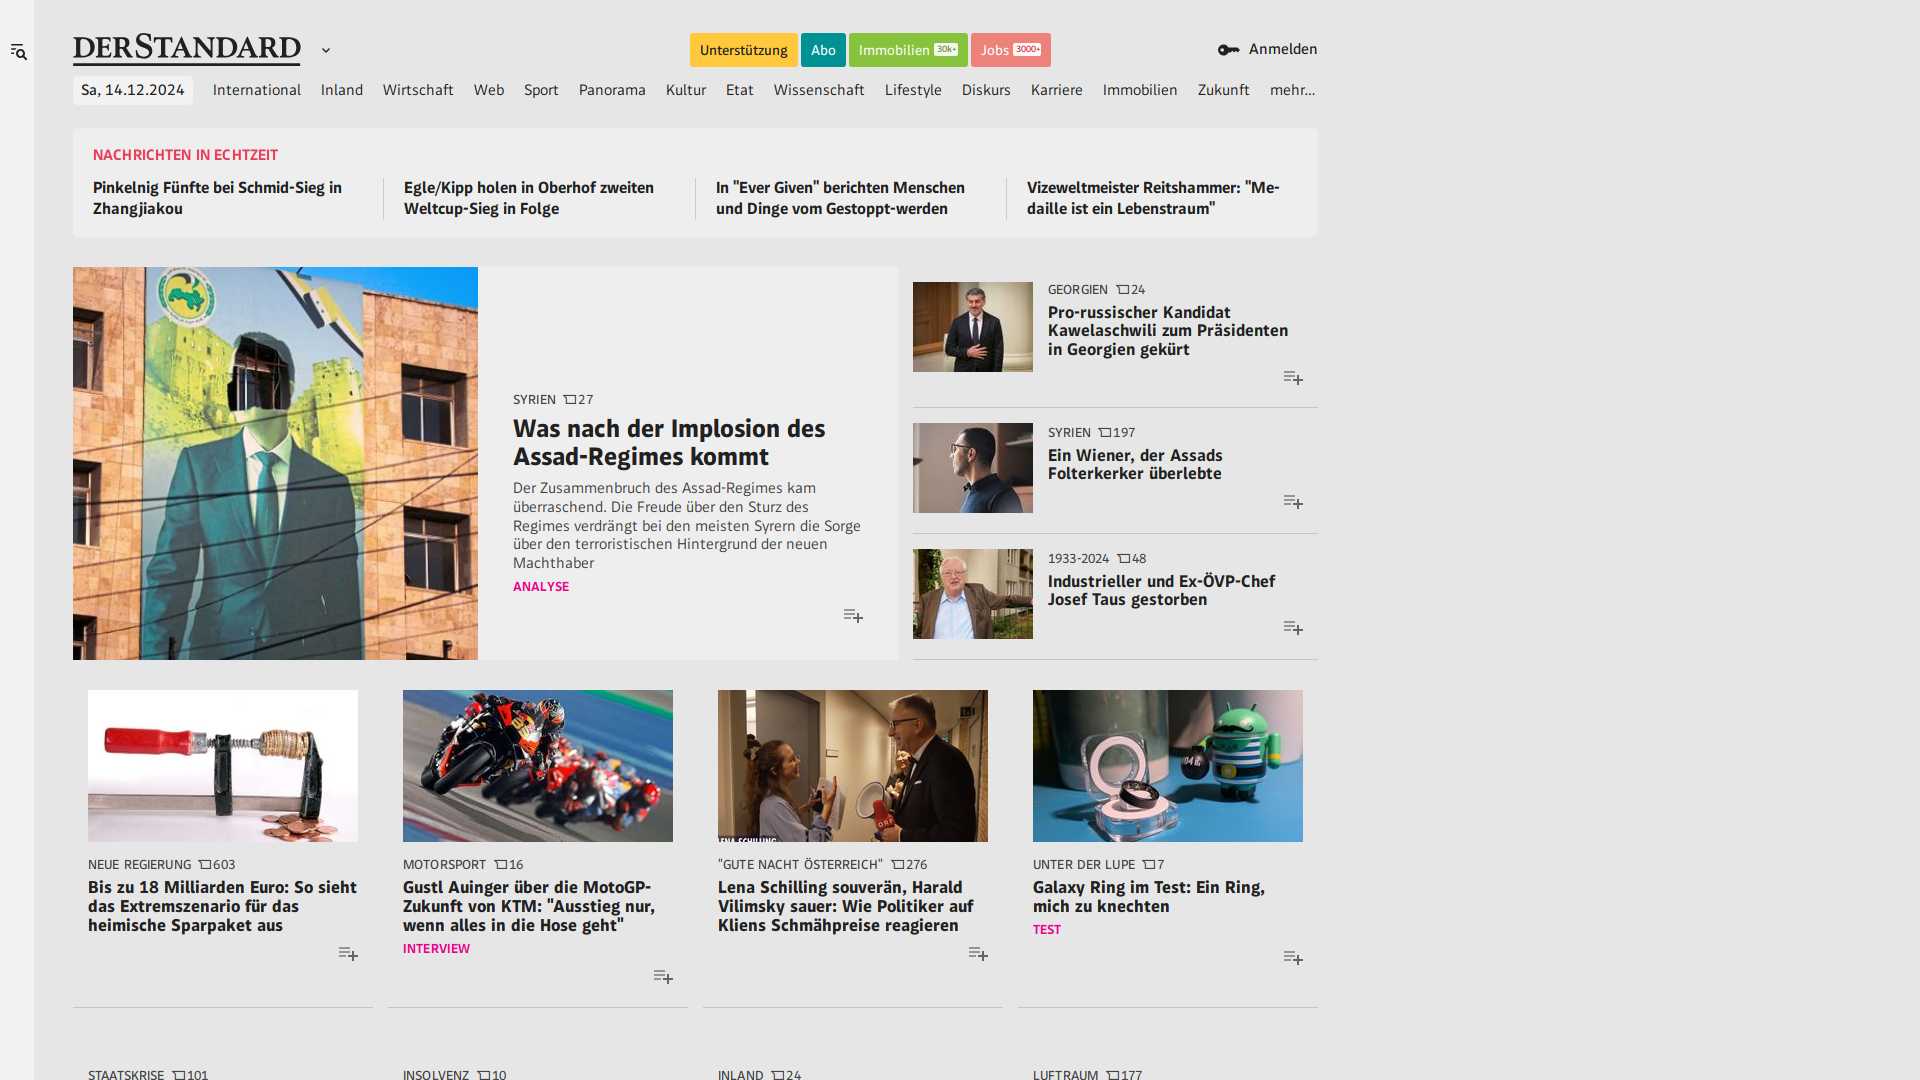 DERSTANDARD
Unterstützung
Abo
Immobilien 30k+
Jobs 3000+
Anmelden
Sa, 14.12.2024
International
Inland
Wirtschaft
Web
Sport
Panorama
Kultur
Etat
Wissenschaft
Lifestyle
Diskurs
Karriere
Immobilien
Zukunft
mehr...
NACHRICHTEN IN ECHTZEIT
Pinkelnig Fünfte bei Schmid-Sieg in
Zhangjiakou
Egle/Kipp holen in Oberhof zweiten
Weltcup-Sieg in Folge
In "Ever Given" berichten Menschen
und Dinge vom Gestoppt-werden
Vizeweltmeister Reitshammer: "Me-
daille ist ein Lebenstraum"
SYRIEN 27
Was nach der Implosion des
Assad-Regimes kommt
Der Zusammenbruch des Assad-Regimes kam
überraschend. Die Freude über den Sturz des
Regimes verdrängt bei den meisten Syrern die Sorge
über den terroristischen Hintergrund der neuen
Machthaber
ANALYSE
GEORGIEN 24
Pro-russischer Kandidat
Kawelaschwili zum Präsidenten
in Georgien gekürt
SYRIEN 197
Ein Wiener, der Assads
Folterkerker überlebte
1933-2024 48
Industrieller und Ex-ÖVP-Chef
Josef Taus gestorben
NEUE REGIERUNG 603
Bis zu 18 Milliarden Euro: So sieht
das Extremszenario für das
heimische Sparpaket aus
MOTORSPORT 16
Gustl Auinger über die MotoGP-
Zukunft von KTM: "Ausstieg nur,
wenn alles in die Hose geht"
INTERVIEW
ORF
LENA SCHILLING
"GUTE NACHT ÖSTERREICH" 276
Lena Schilling souverän, Harald
Vilimsky sauer: Wie Politiker auf
Kliens Schmähpreise reagieren
UNTER DER LUPE 7
Galaxy Ring im Test: Ein Ring,
mich zu knechten
TEST
STAATSKRISE 101
INSOLVENZ 10
INLAND 24
LUFTRAUM 177